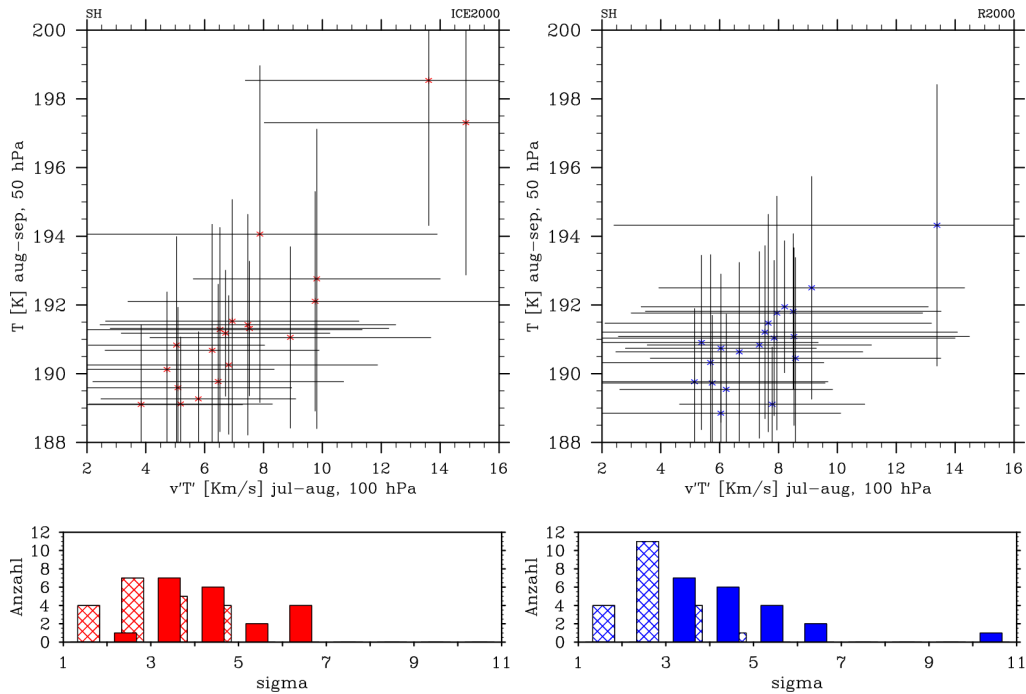 SH ICE2000
200
198
196
194
192
190
188
T [K] aug-sep, 50 hPa
2 4 6 8 10 12 14 16
v'T' [Km/s] jul-aug, 100 hPa
SH R2000
200
198
196
194
192
190
188
T [K] aug-sep, 50 hPa
2 4 6 8 10 12 14 16
v'T' [Km/s] jul-aug, 100 hPa
12
10
8
6
4
2
0
Anzahl
1 3 5 7 9 11
sigma
12
10
8
6
4
2
0
Anzahl
1 3 5 7 9 11
sigma